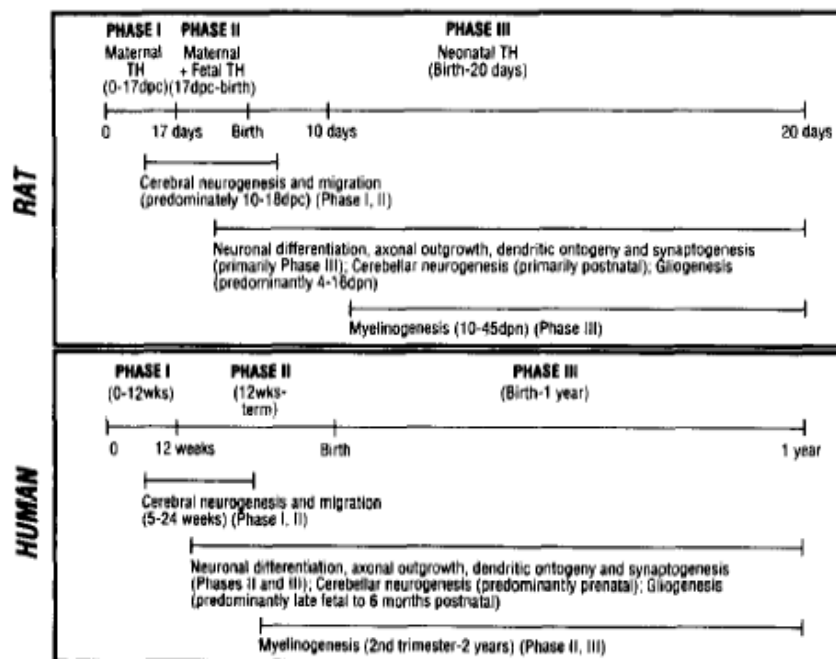 RAT
PHASE I
Maternal
TH
(0-17dpc)
PHASE II
Maternal
+ Fetal TH
(17dpc-birth)
PHASE III
Neonatal TH
(Birth-20 days)
0
17 days
Birth
10 days
20 days
Cerebral neurogenesis and migration
(predominately 10-18dpc) (Phase I, II)
Neuronal differentiation, axonal outgrowth, dendritic ontogeny and synaptogenesis
(primarily Phase III); Cerebellar neurogenesis (primarily postnatal); Gliogenesis
(predominantly 4-16dpn)
Myelinogenesis (10-45dpn) (Phase III)
HUMAN
PHASE I
(0-12wks)
PHASE II
(12wks-
term)
PHASE III
(Birth-1 year)
0
12 weeks
Birth
1 year
Cerebral neurogenesis and migration
(5-24 weeks) (Phase I, II)
Neuronal differentiation, axonal outgrowth, dendritic ontogeny and synaptogenesis
(Phases II and III); Cerebellar neurogenesis (predominantly prenatal); Gliogenesis
(predominantly late fetal to 6 months postnatal)
Myelinogenesis (2nd trimester-2 years) (Phase II, III)